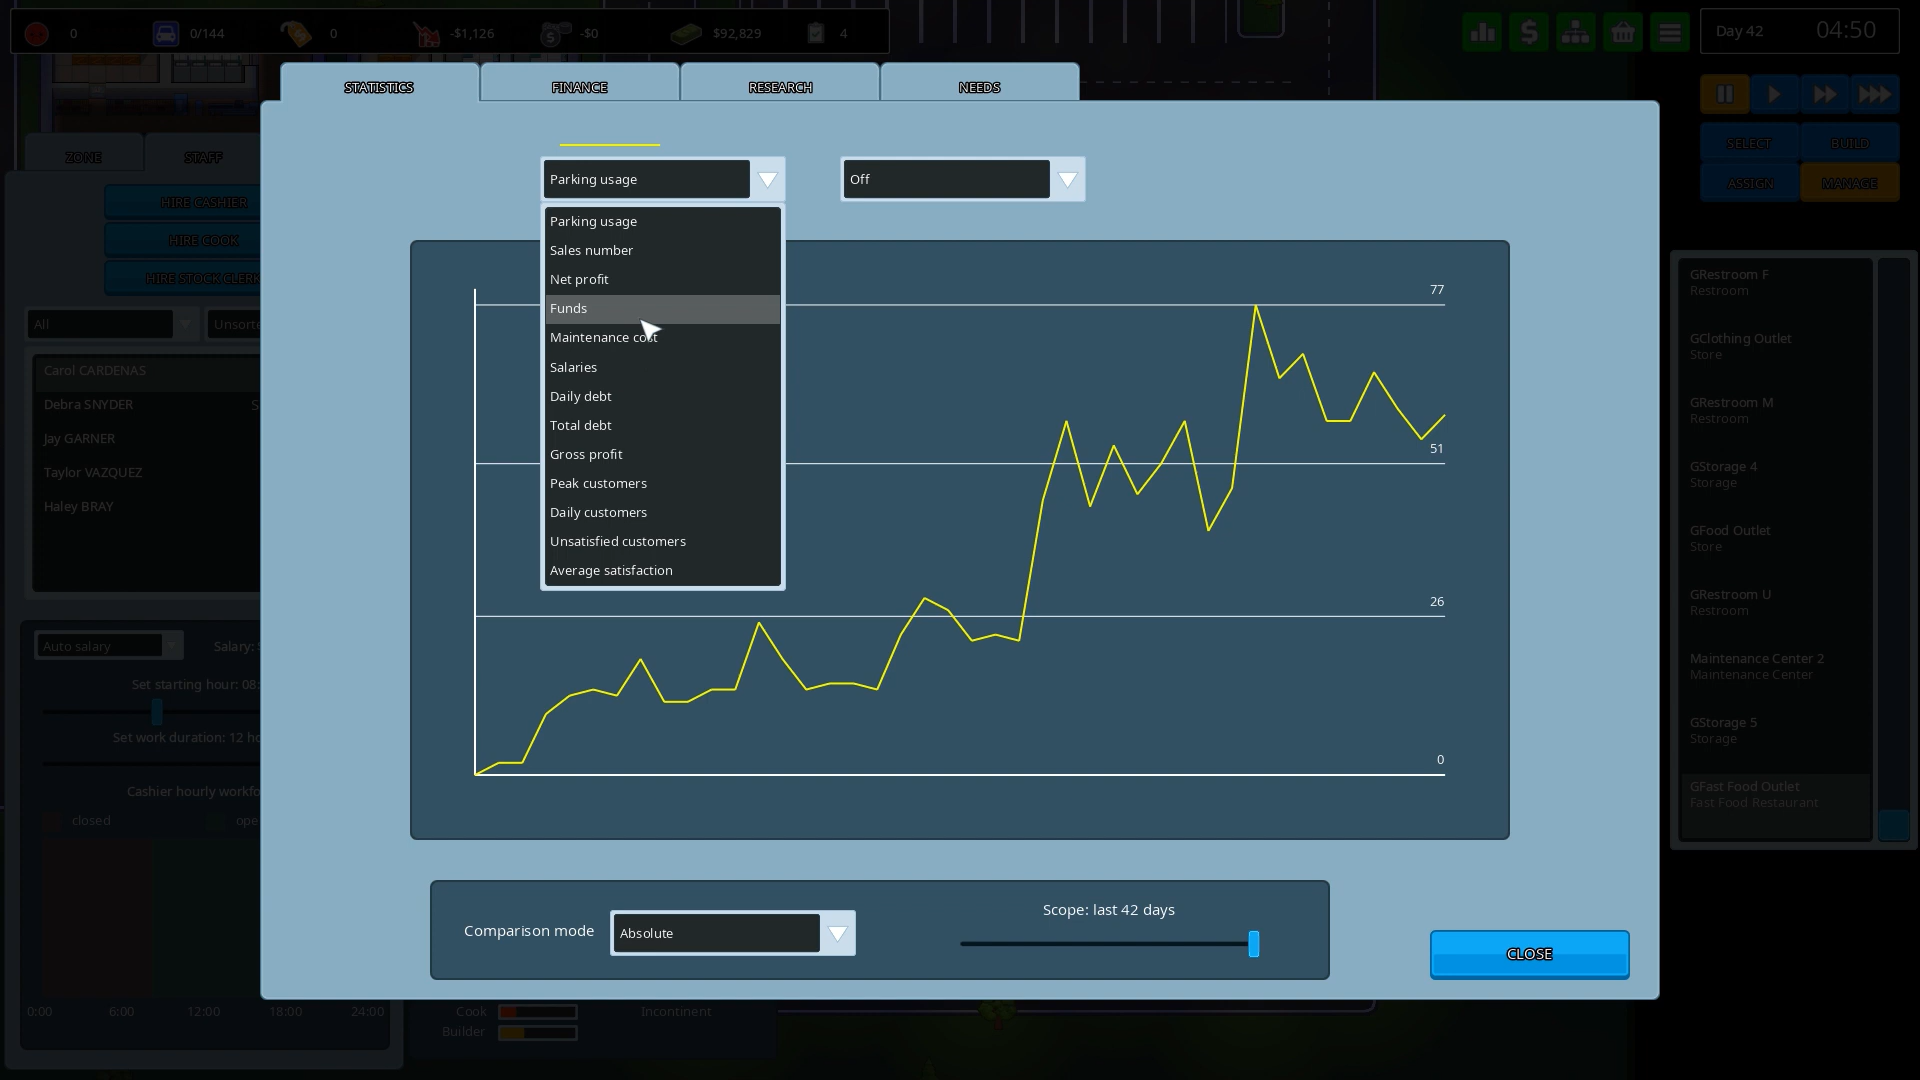 0
0/144
0
-$1,126
-$0
$92,829
4
Day 42
04:50
STATISTICS
FINANCE
RESEARCH
NEEDS
ZONE
STAFF
SELECT
BUILD
ASSIGN
MANAGE
HIRE CASHIER
HIRE COOK
HIRE STOCK CLERK
All
Unsorte
Carol CARDENAS
Debra SNYDER
S
Jay GARNER
Taylor VAZQUEZ
Haley BRAY
Auto salary
Salary: $
Set starting hour: 08:
Set work duration: 12 ho
Cashier hourly workfo
closed
ope
0:00
6:00
12:00
18:00
24:00
Parking usage
Off
Parking usage
Sales number
Net profit
Funds
Maintenance cost
Salaries
Daily debt
Total debt
Gross profit
Peak customers
Daily customers
Unsatisfied customers
Average satisfaction
77
51
26
0
Comparison mode
Absolute
Scope: last 42 days
CLOSE
Cook
Incontinent
Builder
GRestroom F
Restroom
GClothing Outlet
Store
GRestroom M
Restroom
GStorage 4
Storage
GFood Outlet
Store
GRestroom U
Restroom
Maintenance Center 2
Maintenance Center
GStorage 5
Storage
GFast Food Outlet
Fast Food Restaurant